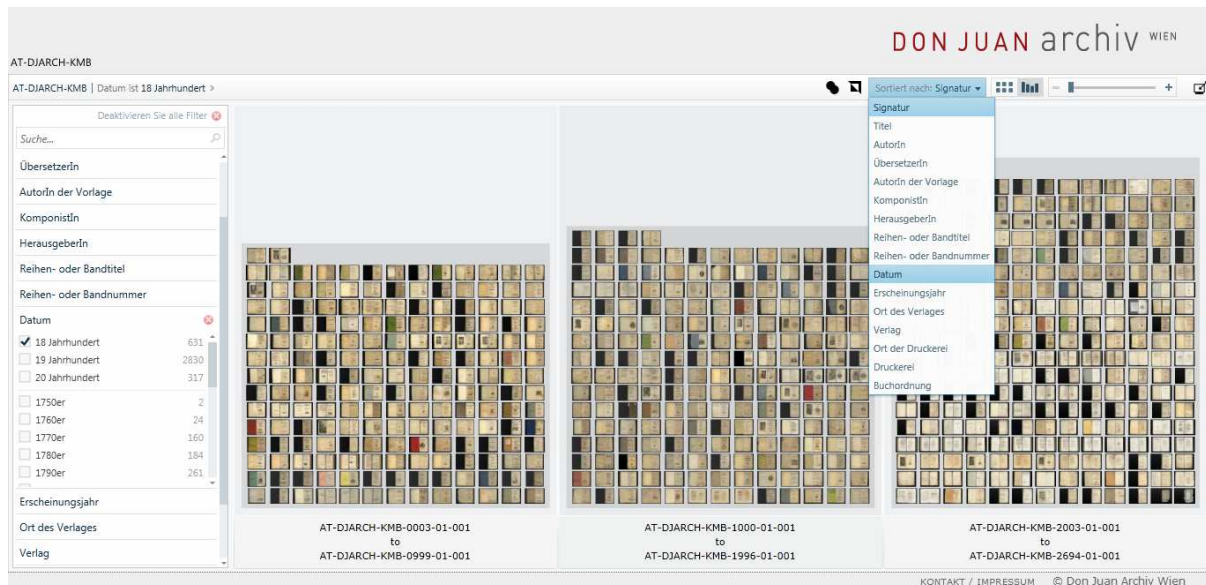 DON JUAN archiv WIEN
AT-DJARCH-KMB
AT-DJARCH-KMB | Datum ist 18 Jahrhundert >
Sortiert nach: Signatur
Deaktivieren Sie alle Filter
Suche...
ÜbersetzerIn
AutorIn der Vorlage
KomponistIn
HerausgeberIn
Reihen- oder Bandtitel
Reihen- oder Bandnummer
Datum
18 Jahrhundert 631
19 Jahrhundert 2830
20 Jahrhundert 317
1750er 2
1760er 24
1770er 160
1780er 184
1790er 261
Erscheinungsjahr
Ort des Verlages
Verlag
Signatur
Titel
AutorIn
ÜbersetzerIn
AutorIn der Vorlage
KomponistIn
HerausgeberIn
Reihen- oder Bandtitel
Reihen- oder Bandnummer
Datum
Erscheinungsjahr
Ort des Verlages
Verlag
Ort der Druckerei
Druckerei
Buchordnung
AT-DJARCH-KMB-0003-01-001
to
AT-DJARCH-KMB-0999-01-001
AT-DJARCH-KMB-1000-01-001
to
AT-DJARCH-KMB-1996-01-001
AT-DJARCH-KMB-2003-01-001
to
AT-DJARCH-KMB-2694-01-001
KONTAKT / IMPRESSUM © Don Juan Archiv Wien